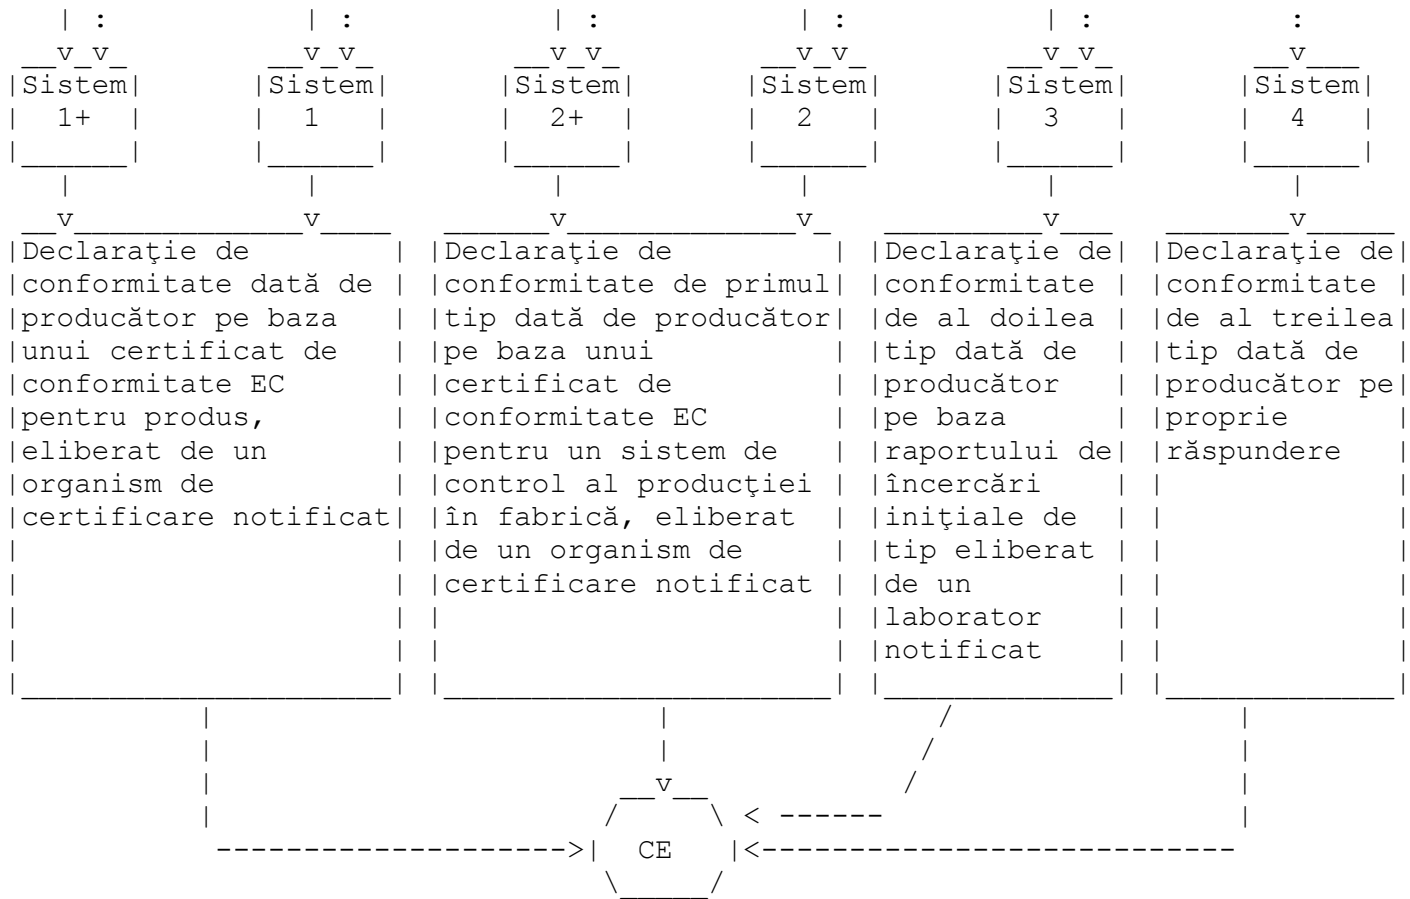 Sistem 1+
Sistem 1
Sistem 2+
Sistem 2
Sistem 3
Sistem 4
Declaraţie de
conformitate dată de
producător pe baza
unui certificat de
conformitate EC
pentru produs,
eliberat de un
organism de
certificare notificat
Declaraţie de
conformitate de primul
tip dată de producător
pe baza unui
certificat de
conformitate EC
pentru un sistem de
control al producţiei
în fabrică, eliberat
de un organism de
certificare notificat
Declaraţie de
conformitate
de al doilea
tip dată de
producător
pe baza
raportului de
încercări
iniţiale de
tip eliberat
de un
laborator
notificat
Declaraţie de
conformitate
de al treilea
tip dată de
producător pe
proprie
răspundere
CE